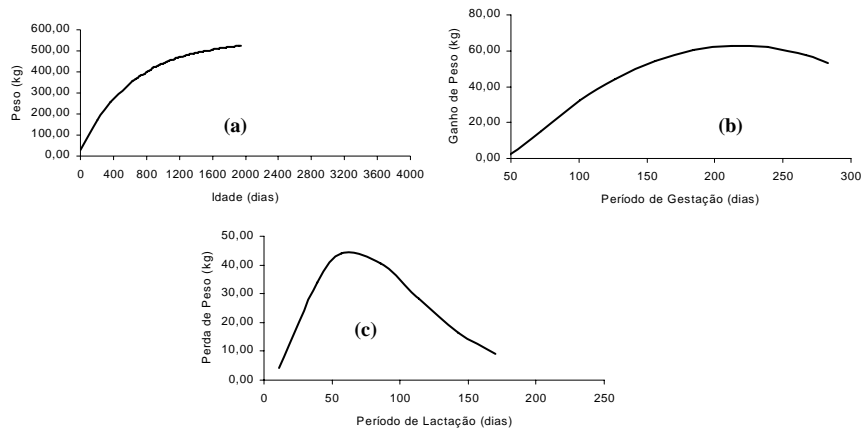 Peso (kg)
600,00
500,00
400,00
300,00
200,00
100,00
0,00
0 400 800 1200 1600 2000 2400 2800 3200 3600 4000
Idade (dias)
(a)
Ganho de Peso (kg)
80,00
60,00
40,00
20,00
0,00
50 100 150 200 250 300
Período de Gestação (dias)
(b)
Perda de Peso (kg)
50,00
40,00
30,00
20,00
10,00
0,00
0 50 100 150 200 250
Período de Lactação (dias)
(c)